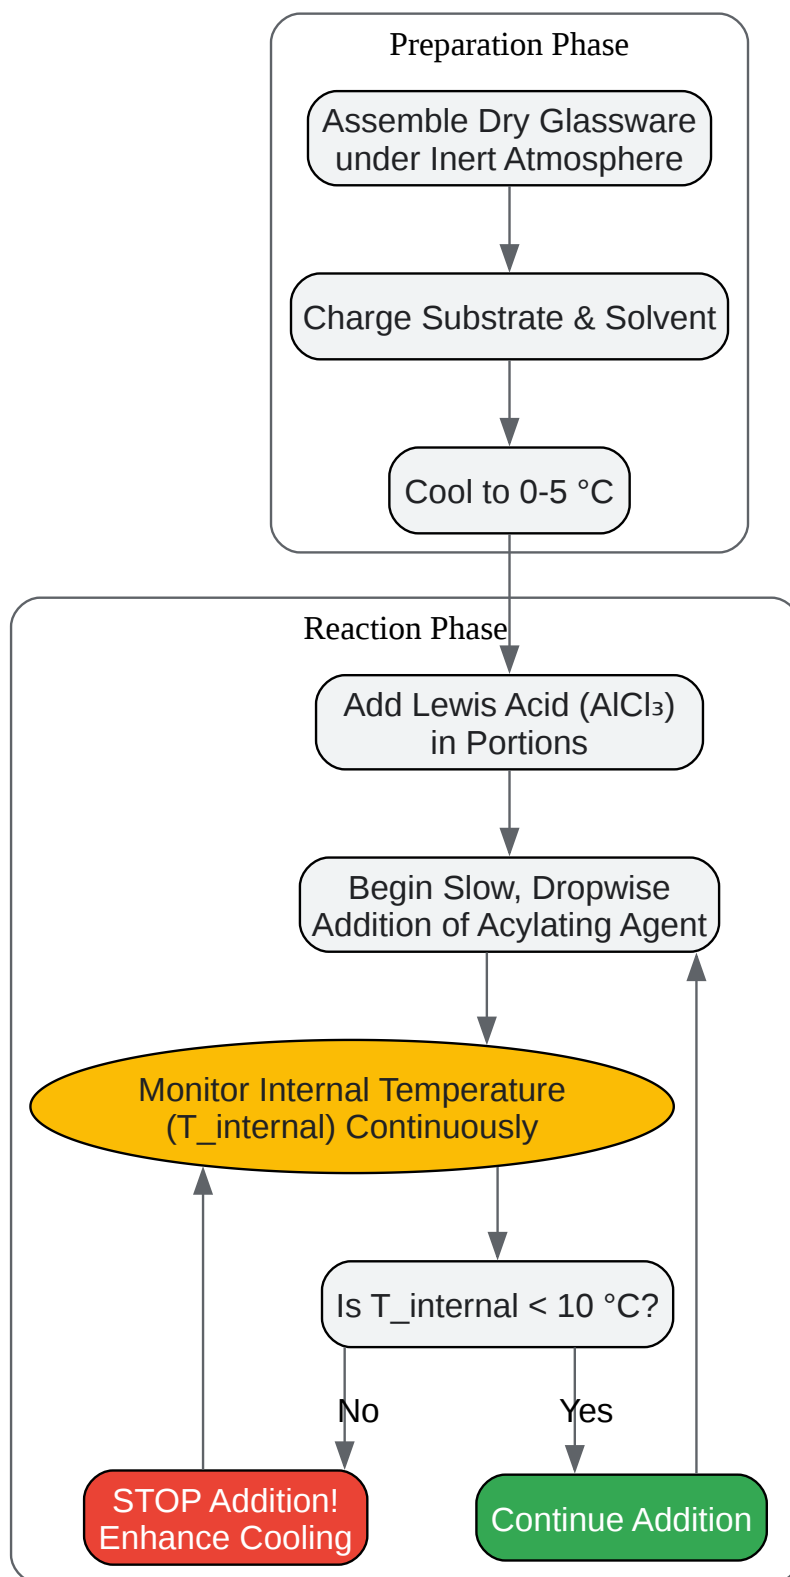 Preparation Phase
Assemble Dry Glassware
under Inert Atmosphere
Charge Substrate & Solvent
Cool to 0-5 °C
Reaction Phase
Add Lewis Acid (AlCl₃)
in Portions
Begin Slow, Dropwise
Addition of Acylating Agent
Monitor Internal Temperature
(T_internal) Continuously
Is T_internal < 10 °C?
No
Yes
STOP Addition!
Enhance Cooling
Continue Addition